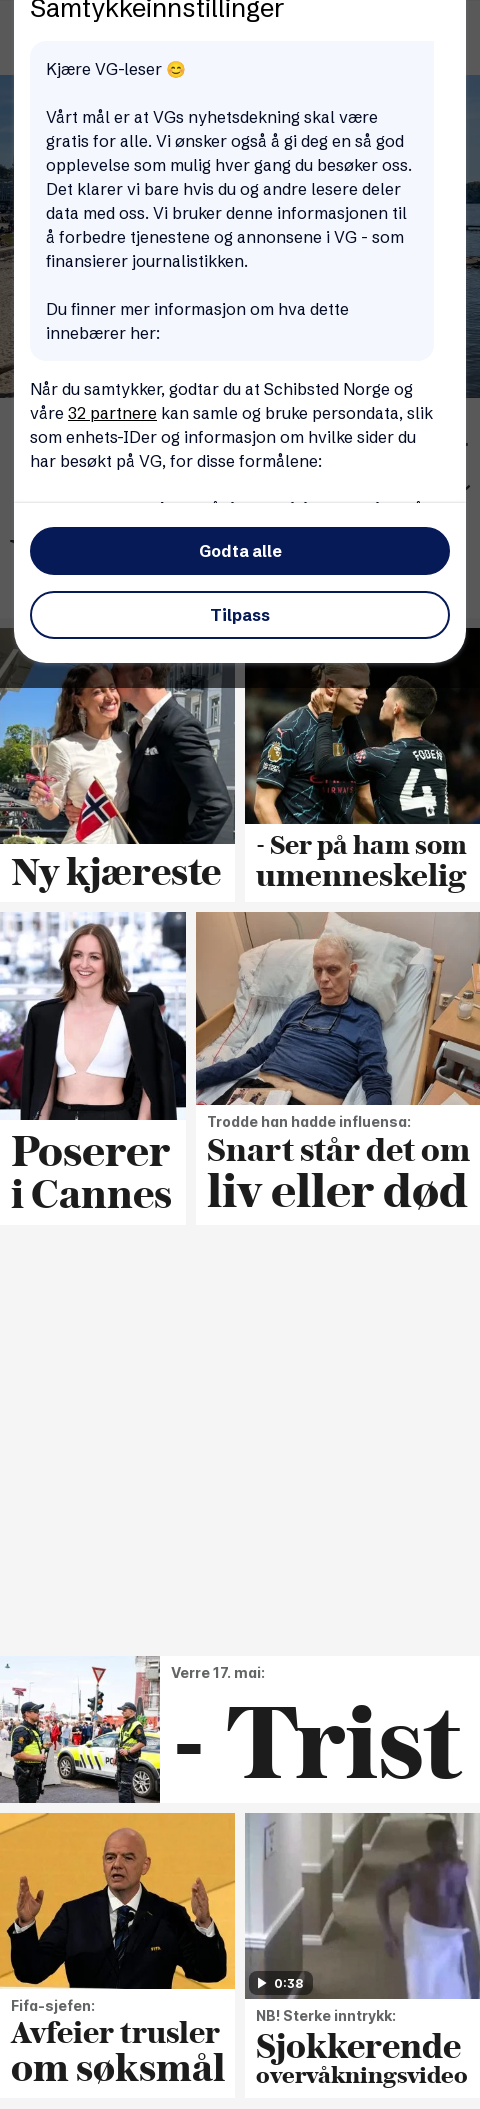 Samtykkeinnstillinger
Kjære VG-leser 😊
Vårt mål er at VGs nyhetsdekning skal være
gratis for alle. Vi ønsker også å gi deg en så god
opplevelse som mulig hver gang du besøker oss.
Det klarer vi bare hvis du og andre lesere deler
data med oss. Vi bruker denne informasjonen til
å forbedre tjenestene og annonsene i VG - som
finansierer journalistikken.
Du finner mer informasjon om hva dette
innebærer her:
Når du samtykker, godtar du at Schibsted Norge og
våre 32 partnere kan samle og bruke persondata, slik
som enhets-IDer og informasjon om hvilke sider du
har besøkt på VG, for disse formålene:
Godta alle
Tilpass
FODEN
47
Ny kjæreste
- Ser på ham som
umenneskelig
Poserer
i Cannes
Trodde han hadde influensa:
Snart står det om
liv eller død
Verre 17. mai:
- Trist
Fifa-sjefen:
Avfeier trusler
om søksmål
0:38
NB! Sterke inntrykk:
Sjokkerende
overvåkningsvideo